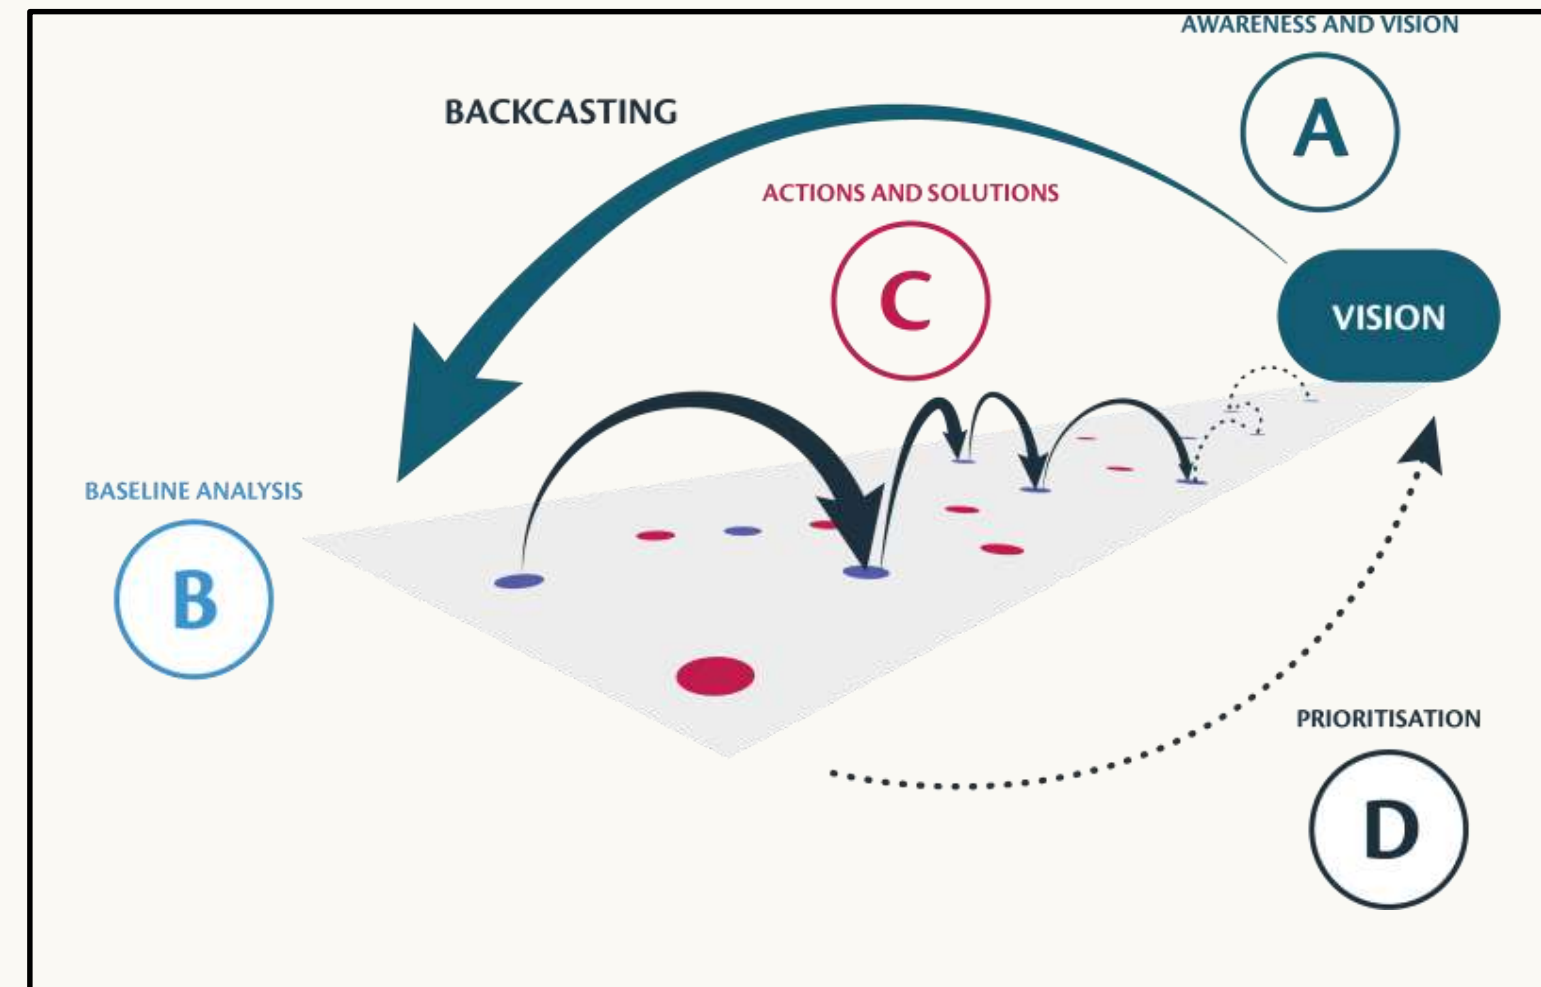 AWARENESS AND VISION
A
BACKCASTING
ACTIONS AND SOLUTIONS
C
VISION
BASELINE ANALYSIS
B
PRIORITISATION
D